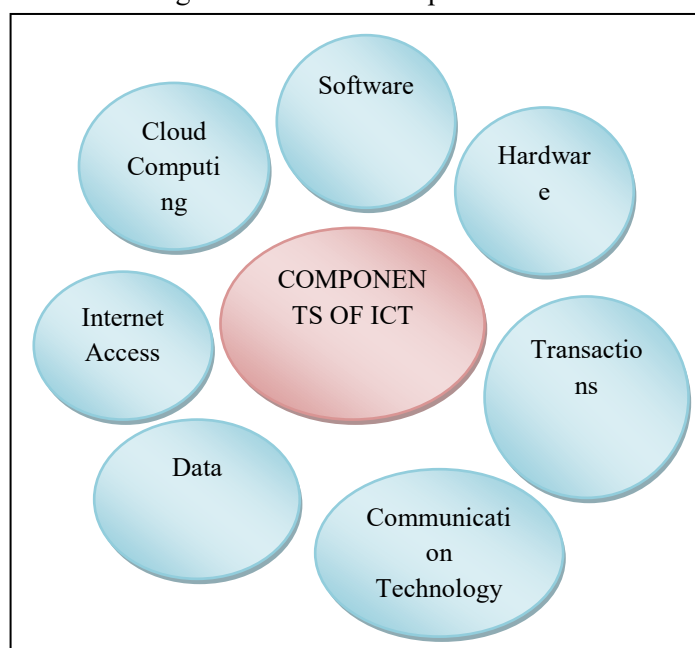 Software
Cloud
Computi
ng
Hardwar
e
COMPONEN
TS OF ICT
Internet
Access
Transactio
ns
Data
Communicati
on
Technology